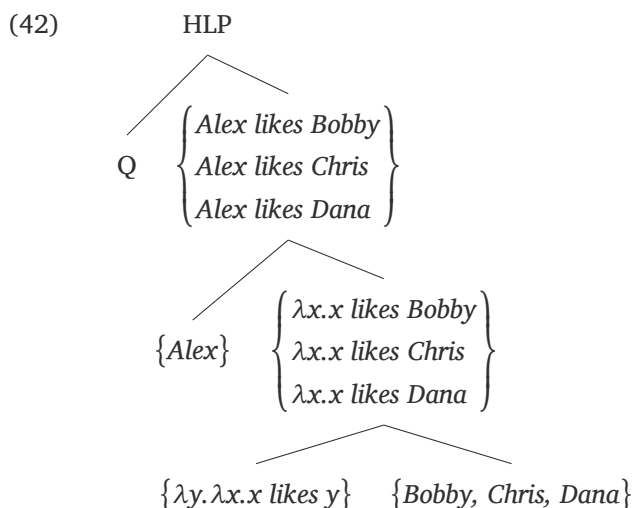 (42) HLP
Q { Alex likes Bobby
Alex likes Chris
Alex likes Dana }
{Alex} { λx.x likes Bobby
λx.x likes Chris
λx.x likes Dana }
{λy.λx.x likes y} {Bobby, Chris, Dana}